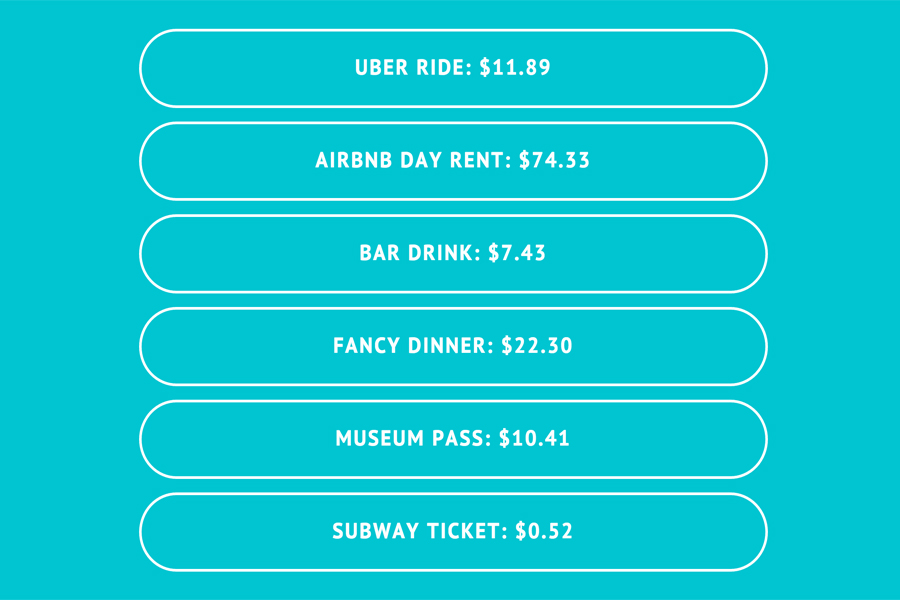 UBER RIDE: $11.89
AIRBNB DAY RENT: $74.33
BAR DRINK: $7.43
FANCY DINNER: $22.30
MUSEUM PASS: $10.41
SUBWAY TICKET: $0.52